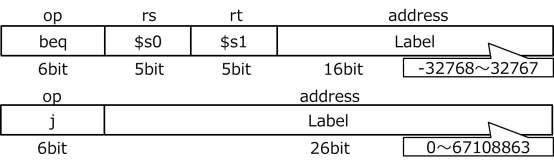 op rs rt address
beq $s0 $s1 Label
6bit 5bit 5bit 16bit -32768～32767
op address
j Label
6bit 26bit 0～67108863